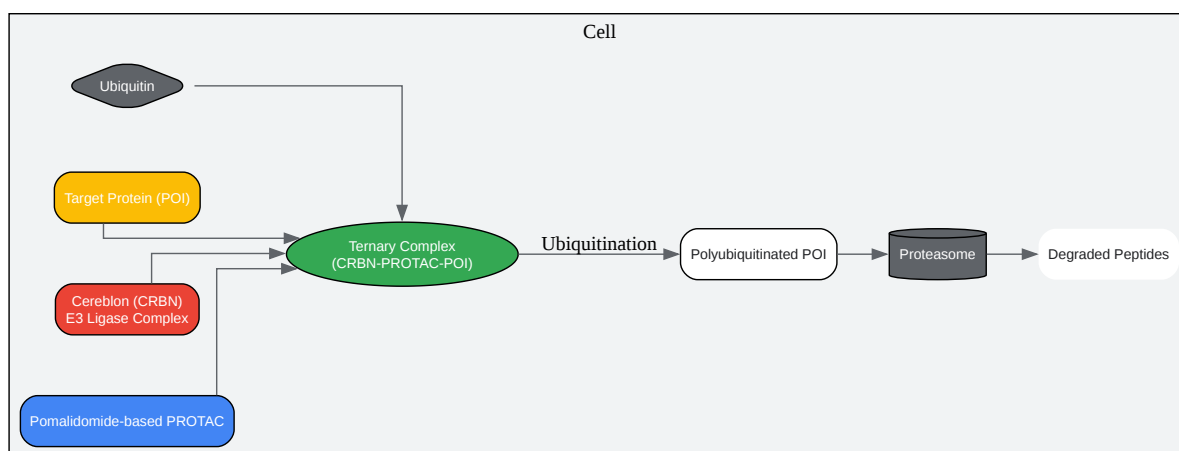 Cell
Ubiquitin
Target Protein (POI)
Cereblon (CRBN)
E3 Ligase Complex
Pomalidomide-based PROTAC
Ternary Complex
(CRBN-PROTAC-POI)
Ubiquitination
Polyubiquitinated POI
Proteasome
Degraded Peptides